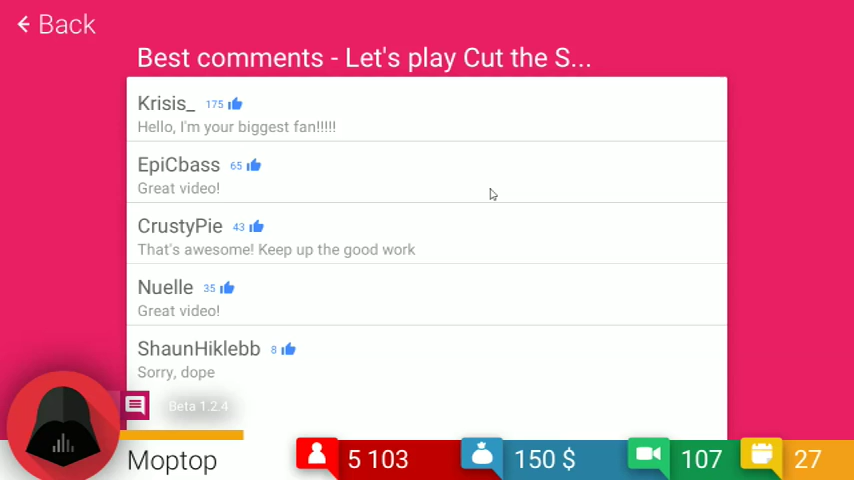 Back
Best comments - Let's play Cut the S...
Krisis_ 175
Hello, I'm your biggest fan!!!!!
EpiCbass 65
Great video!
CrustyPie 43
That's awesome! Keep up the good work
Nuelle 35
Great video!
ShaunHiklebb 8
Sorry, dope
Beta 1.2.4
Moptop 5 103 150 $ 107 27